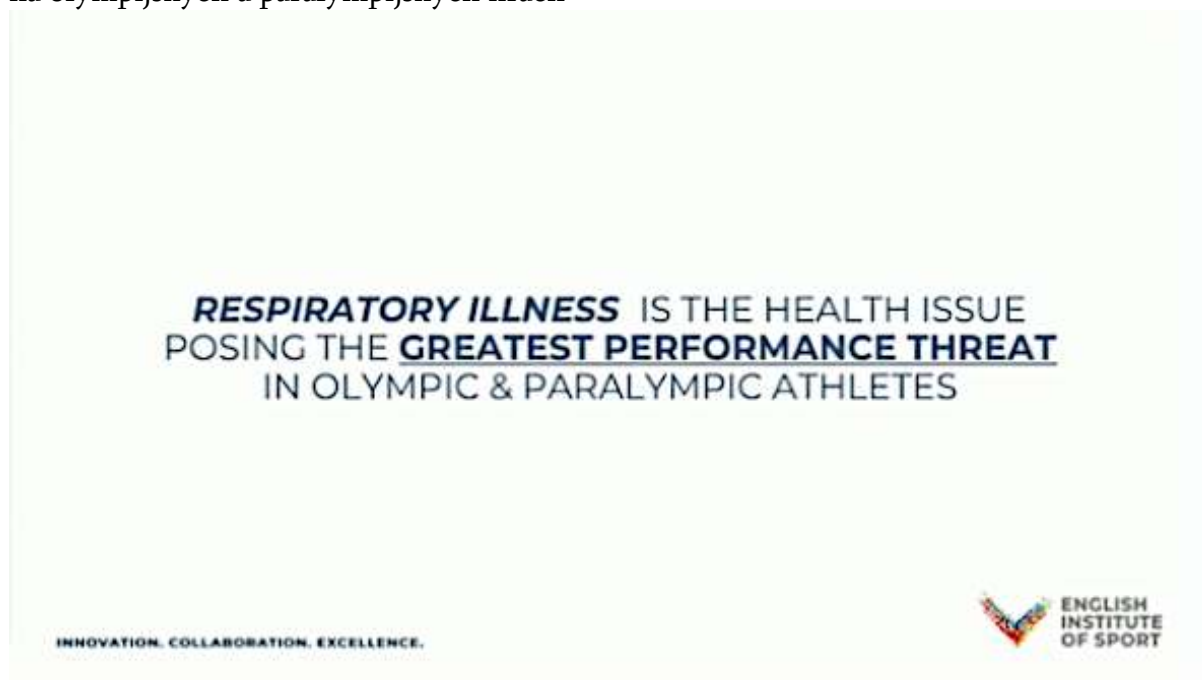 RESPIRATORY ILLNESS IS THE HEALTH ISSUE
POSING THE GREATEST PERFORMANCE THREAT
IN OLYMPIC & PARALYMPIC ATHLETES
INNOVATION. COLLABORATION. EXCELLENCE.
ENGLISH
INSTITUTE
OF SPORT